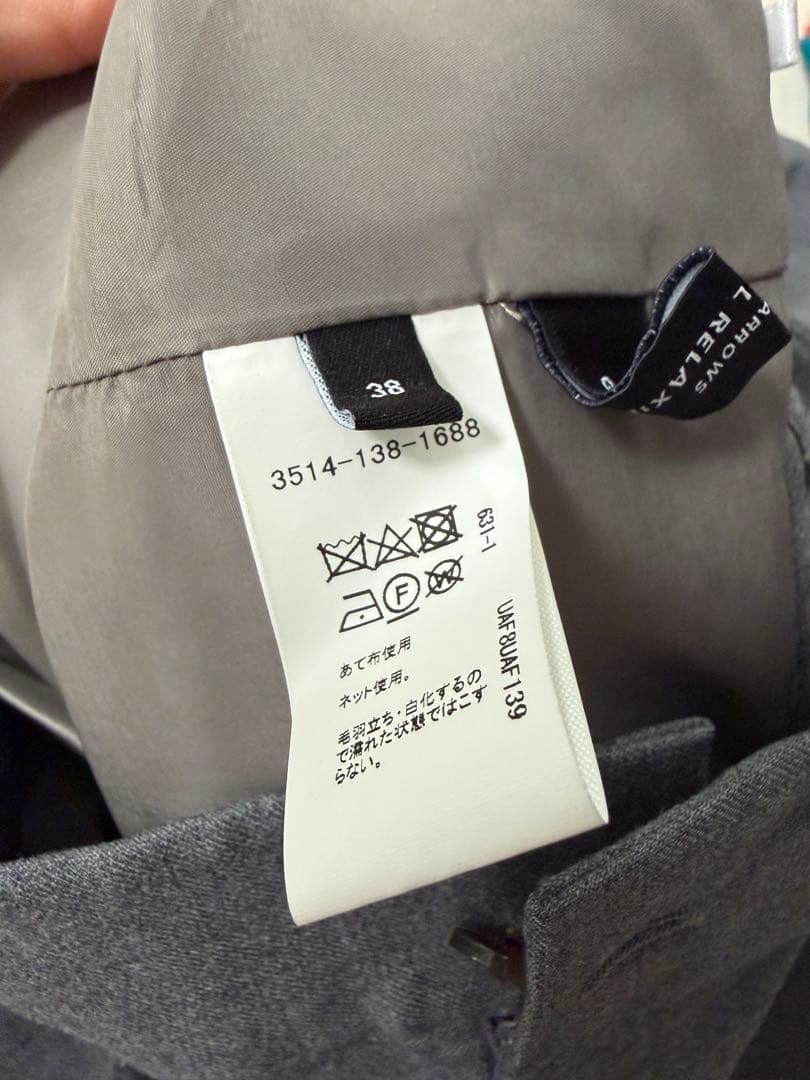 38
ARROWS
L RELAXI
3514-138-1688
631-1
F
W
UAF8UAF139
あて布使用
ネット使用。
毛羽立ち・白化するの
で濡れた状態ではこす
らない。